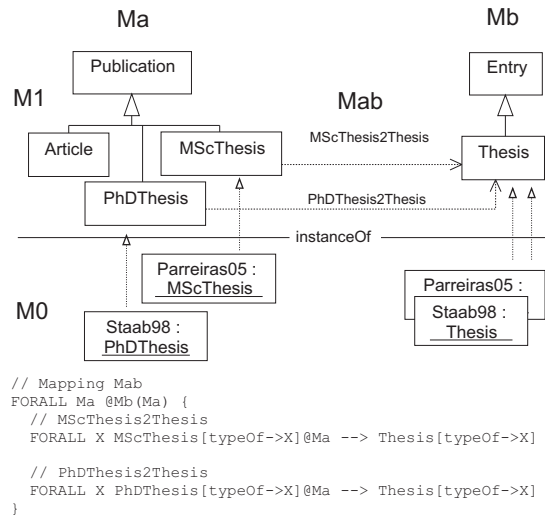 Ma
Mb
Publication
Entry
M1
Mab
Article
MScThesis
MScThesis2Thesis
Thesis
PhDThesis
PhDThesis2Thesis
instanceOf
Parreiras05 :
MScThesis
Parreiras05 :
M0
Staab98 :
PhDThesis
Staab98 :
Thesis
// Mapping Mab
FORALL Ma @Mb(Ma) {
// MScThesis2Thesis
FORALL X MScThesis[typeOf->X]@Ma --> Thesis[typeOf->X]
// PhDThesis2Thesis
FORALL X PhDThesis[typeOf->X]@Ma --> Thesis[typeOf->X]
}